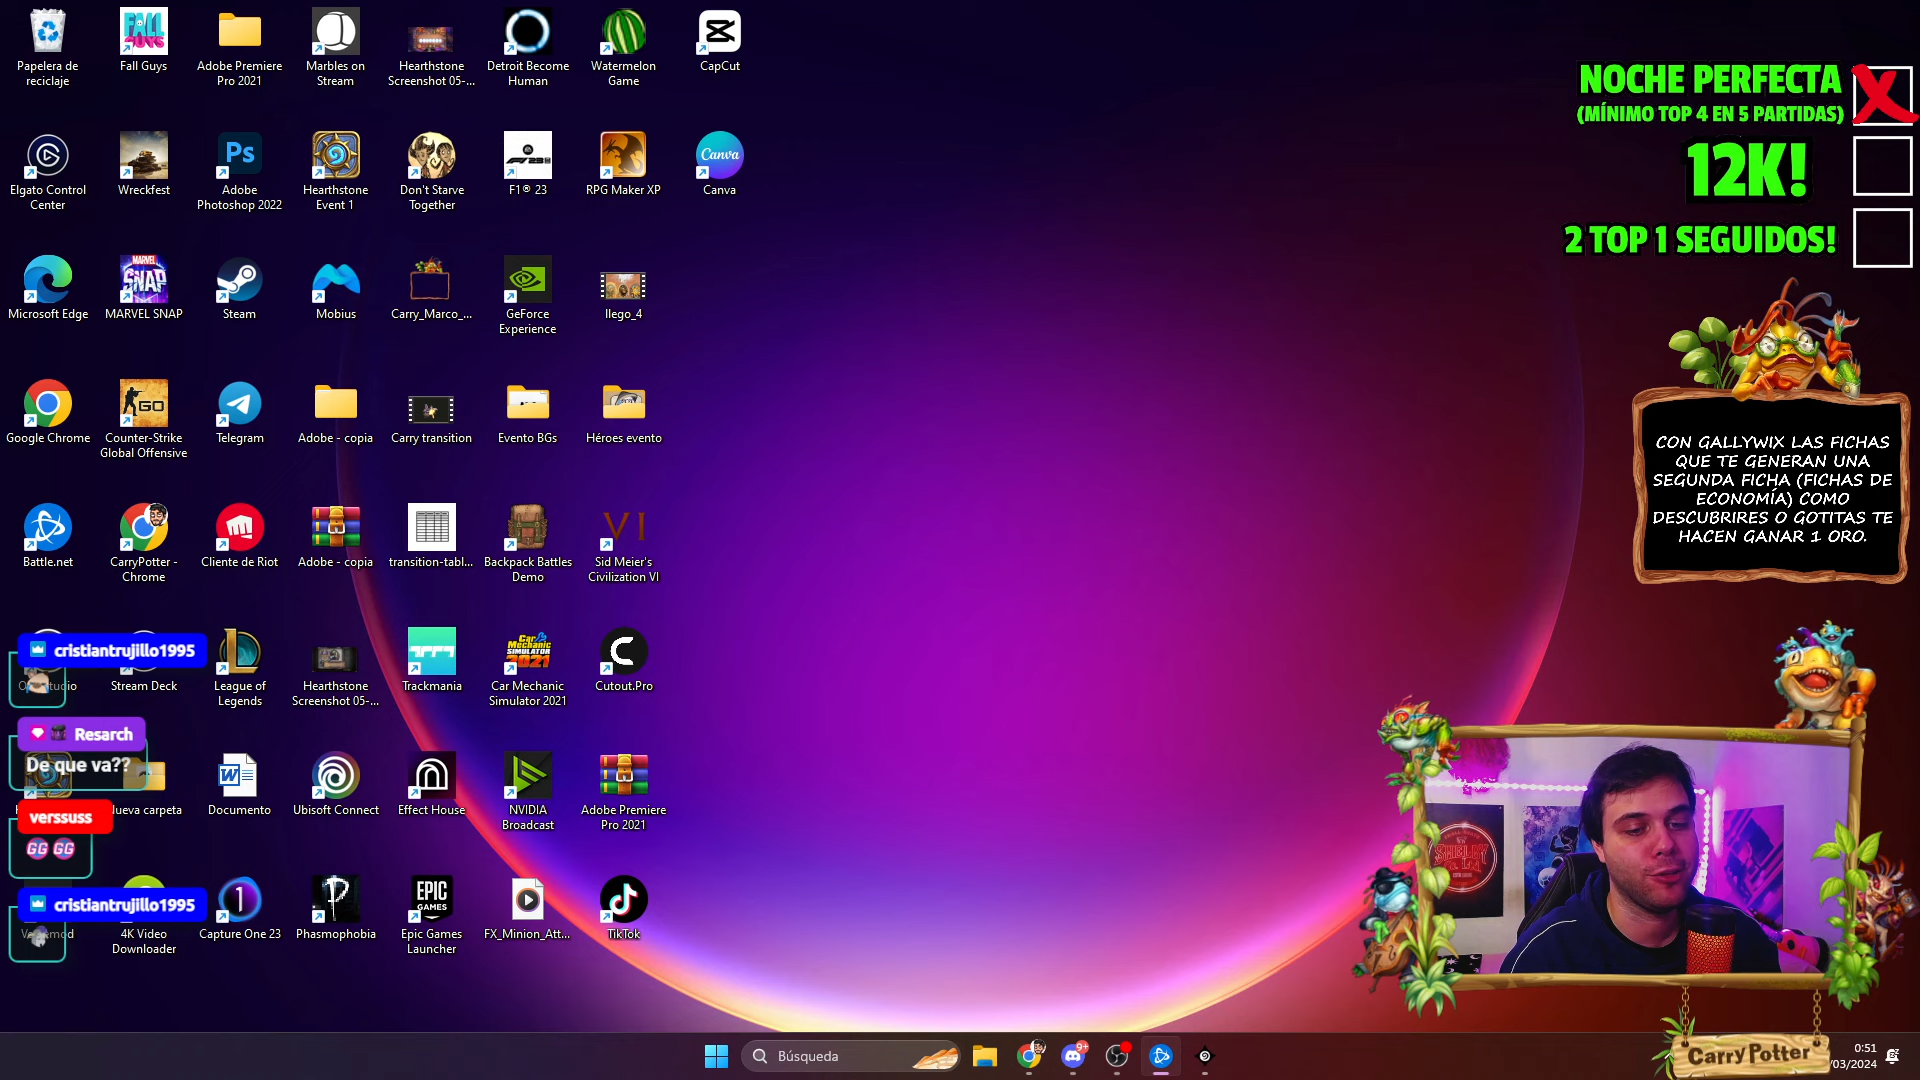 Papelera de reciclaje
Fall Guys
Adobe Premiere Pro 2021
Marbles on Stream
Hearthstone Screenshot 05-...
Detroit Become Human
Watermelon Game
CapCut
Elgato Control Center
Wreckfest
Adobe Photoshop 2022
Hearthstone Event 1
Don't Starve Together
F1® 23
RPG Maker XP
Canva
Microsoft Edge
MARVEL SNAP
Steam
Mobius
Carry_Marco_...
GeForce Experience
llego_4
Google Chrome
Counter-Strike Global Offensive
Telegram
Adobe - copia
Carry transition
Evento BGs
Héroes evento
Battle.net
CarryPotter - Chrome
Cliente de Riot
Adobe - copia
transition-tabl...
Backpack Battles Demo
Sid Meier's Civilization VI
Stream Deck
League of Legends
Hearthstone Screenshot 05-...
Trackmania
Car Mechanic Simulator 2021
Cutout.Pro
Documento
Ubisoft Connect
Effect House
NVIDIA Broadcast
Adobe Premiere Pro 2021
4K Video Downloader
Capture One 23
Phasmophobia
Epic Games Launcher
FX_Minion_Att...
TikTok
cristiantrujillo1995
Resarch
De que va??
verssuss
GG GG
cristiantrujillo1995
NOCHE PERFECTA
(MÍNIMO TOP 4 EN 5 PARTIDAS)
12K!
2 TOP 1 SEGUIDOS!
CON GALLYWIX LAS FICHAS
QUE TE GENERAN UNA
SEGUNDA FICHA (FICHAS DE
ECONOMÍA) COMO
DESCUBRIRES O GOTITAS TE
HACEN GANAR 1 ORO.
SHELBY
CarryPotter
Búsqueda
9+
0:51
/03/2024